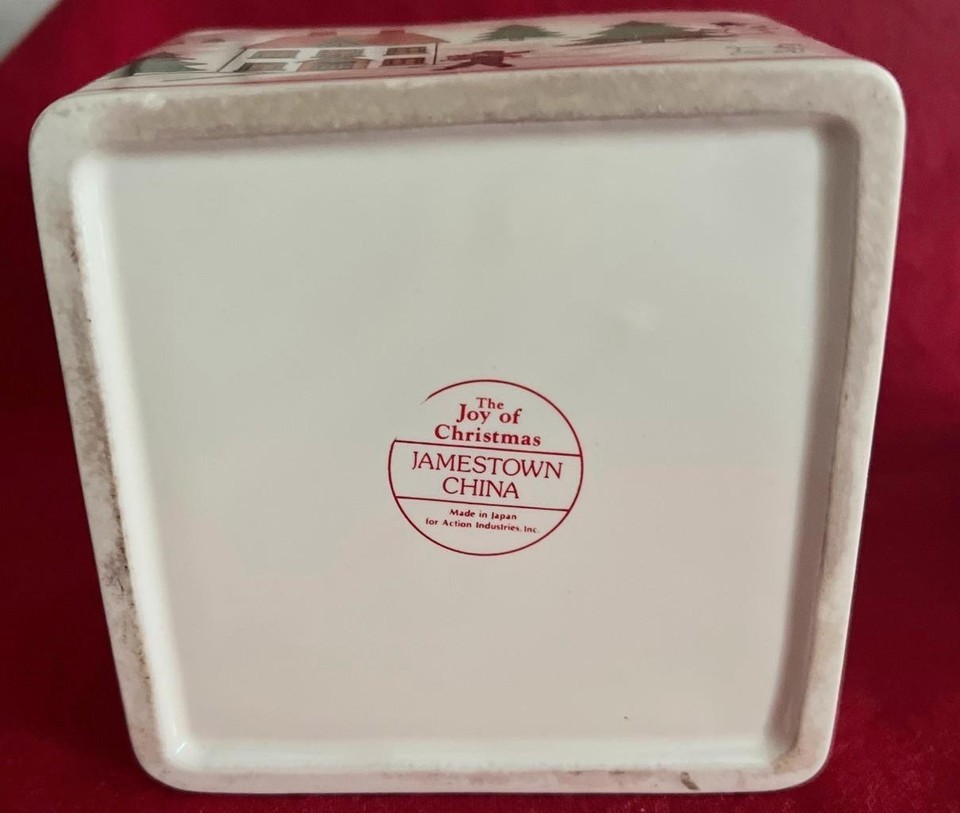 The
Joy of
Christmas
JAMESTOWN
CHINA
Made in Japan
for Action Industries, Inc.